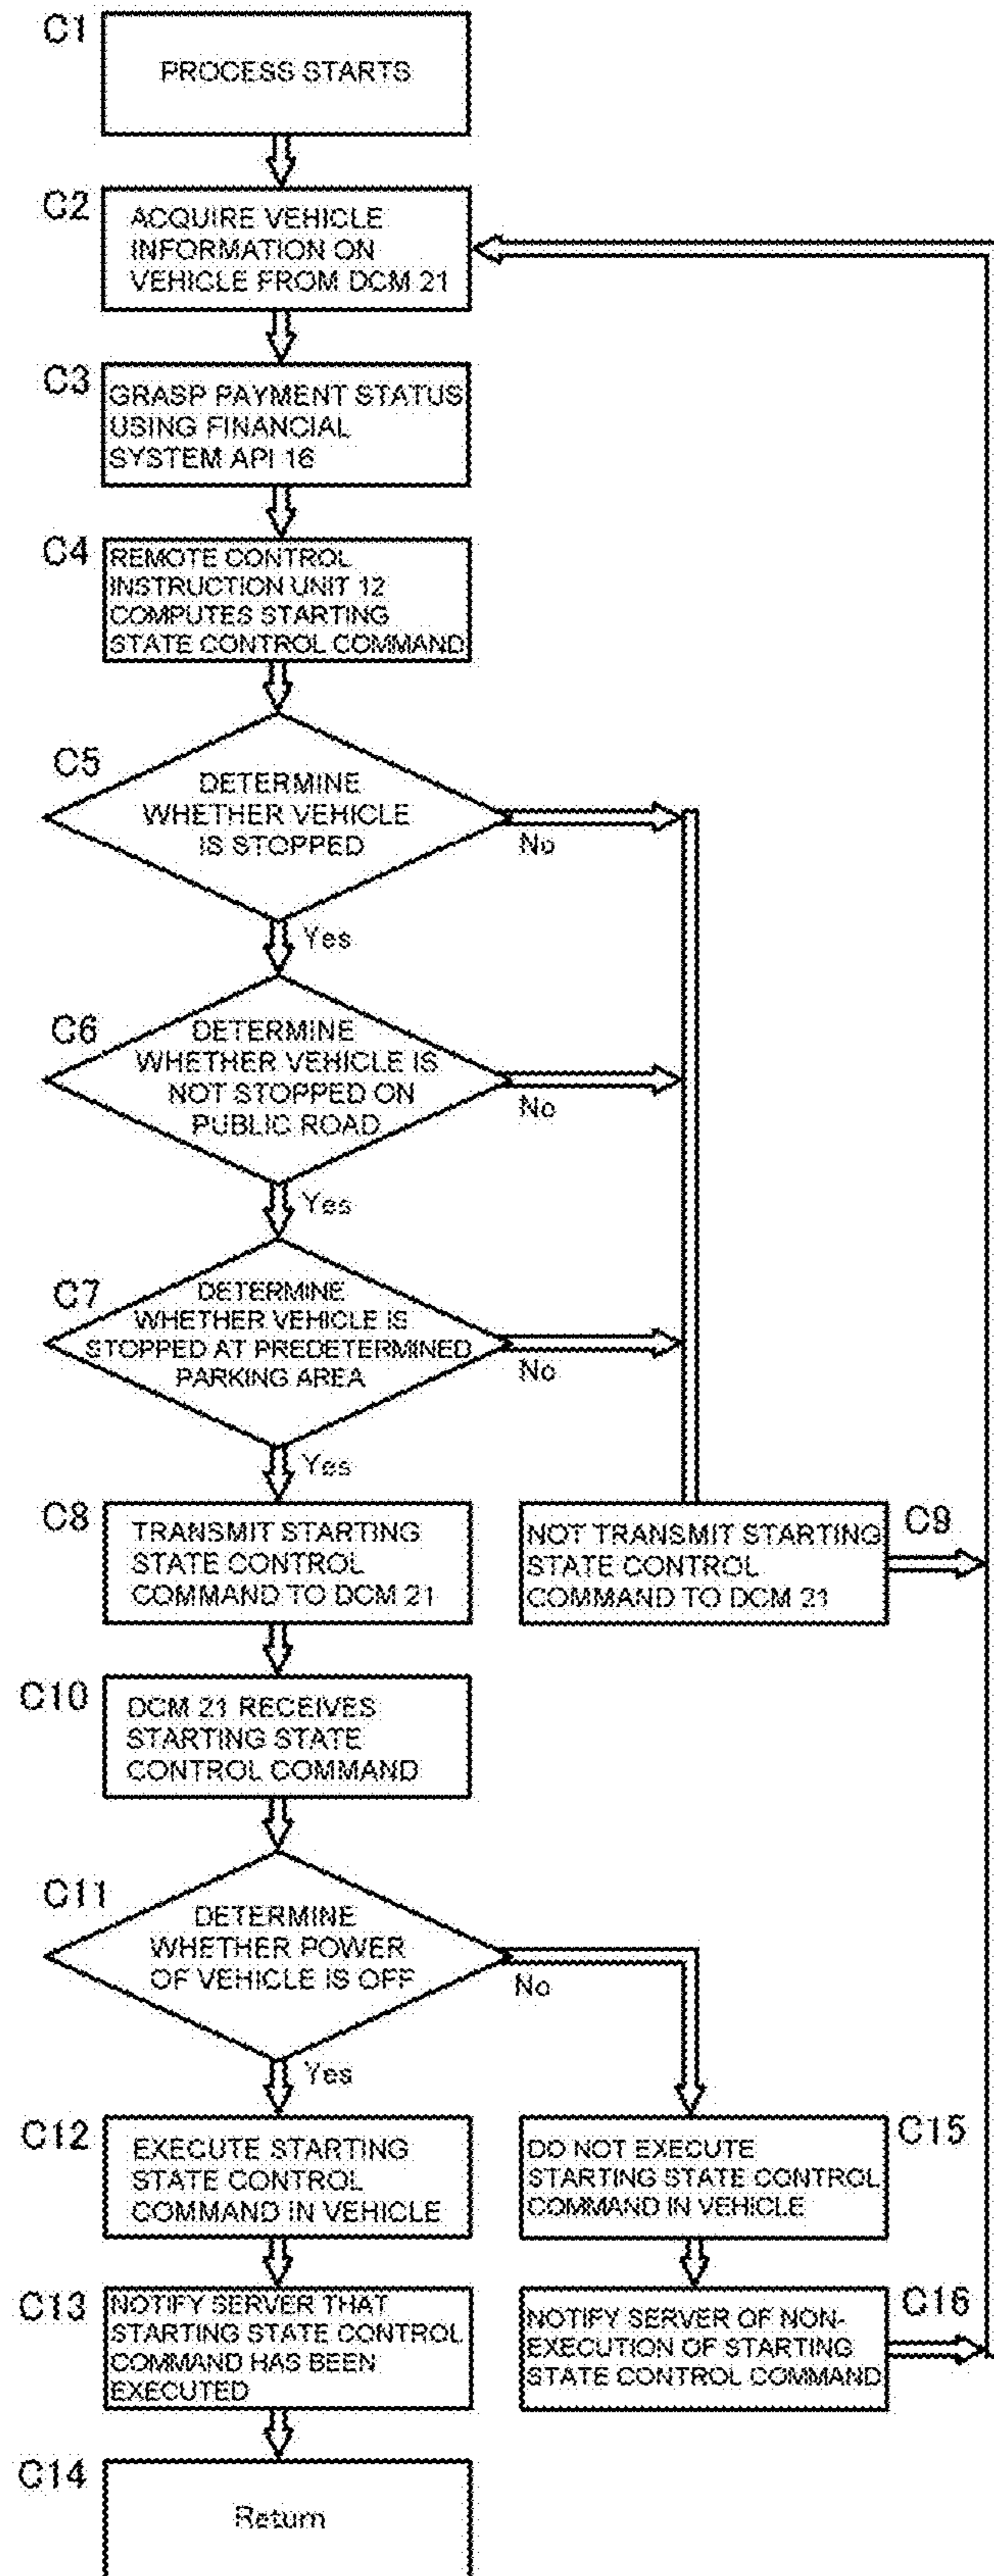 C1
PROCESS STARTS
C2
ACQUIRE VEHICLE
INFORMATION ON
VEHICLE FROM DCM 21
C3
GRASP PAYMENT STATUS
USING FINANCIAL
SYSTEM API 16
C4
REMOTE CONTROL
INSTRUCTION UNIT 12
COMPUTES STARTING
STATE CONTROL COMMAND
C5
DETERMINE
WHETHER VEHICLE
IS STOPPED
No
Yes
C6
DETERMINE
WHETHER VEHICLE IS
NOT STOPPED ON
PUBLIC ROAD
No
Yes
C7
DETERMINE
WHETHER VEHICLE IS
STOPPED AT PREDETERMINED
PARKING AREA
No
Yes
C8
TRANSMIT STARTING
STATE CONTROL
COMMAND TO DCM 21
C9
NOT TRANSMIT STARTING
STATE CONTROL
COMMAND TO DCM 21
C10
DCM 21 RECEIVES
STARTING STATE
CONTROL COMMAND
C11
DETERMINE
WHETHER POWER
OF VEHICLE IS OFF
No
Yes
C12
EXECUTE STARTING
STATE CONTROL
COMMAND IN VEHICLE
C15
DO NOT EXECUTE
STARTING STATE CONTROL
COMMAND IN VEHICLE
C13
NOTIFY SERVER THAT
STARTING STATE CONTROL
COMMAND HAS BEEN
EXECUTED
C16
NOTIFY SERVER OF NON-
EXECUTION OF STARTING
STATE CONTROL COMMAND
C14
Return